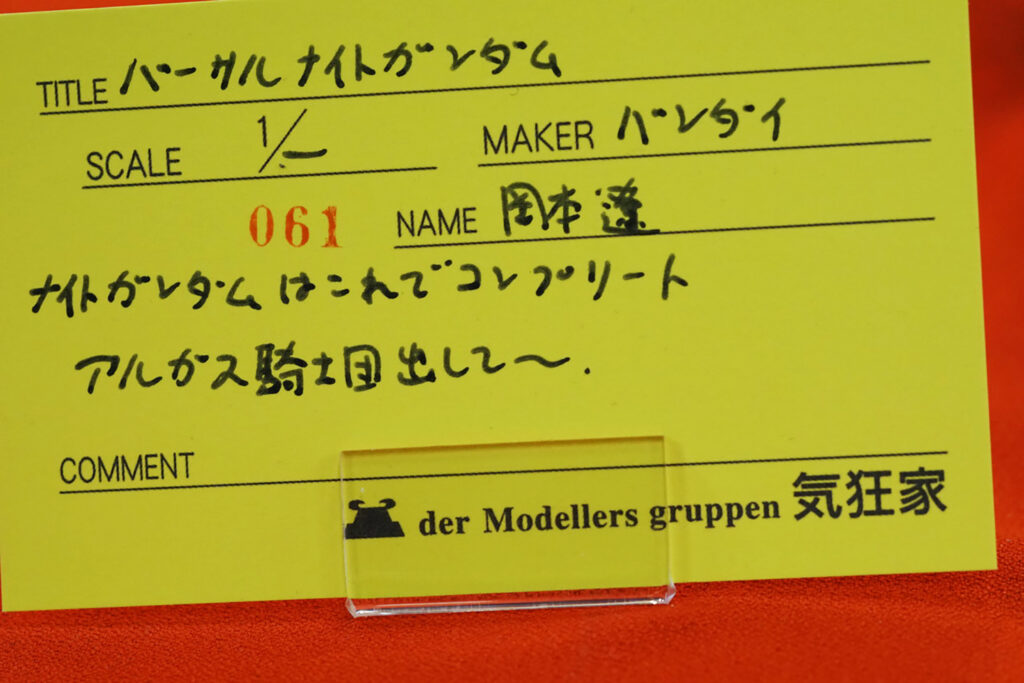 TITLE バーサルナイトガンダム
SCALE 1/— MAKER バンダイ
061 NAME 岡本遼
ナイトガンダムはこれでコンプリート
アルガス騎士団出して〜.
COMMENT
der Modellers gruppen 気狂家